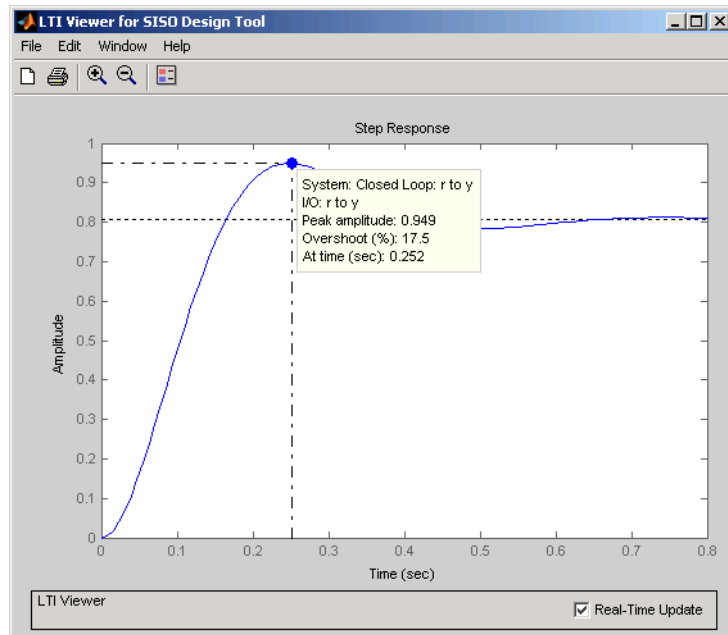 LTI Viewer for SISO Design Tool
File Edit Window Help
Step Response
1
0.9
0.8
0.7
0.6
0.5
0.4
0.3
0.2
0.1
0
Amplitude
System: Closed Loop: r to y
I/O: r to y
Peak amplitude: 0.949
Overshoot (%): 17.5
At time (sec): 0.252
0 0.1 0.2 0.3 0.4 0.5 0.6 0.7 0.8
Time (sec)
LTI Viewer
Real-Time Update